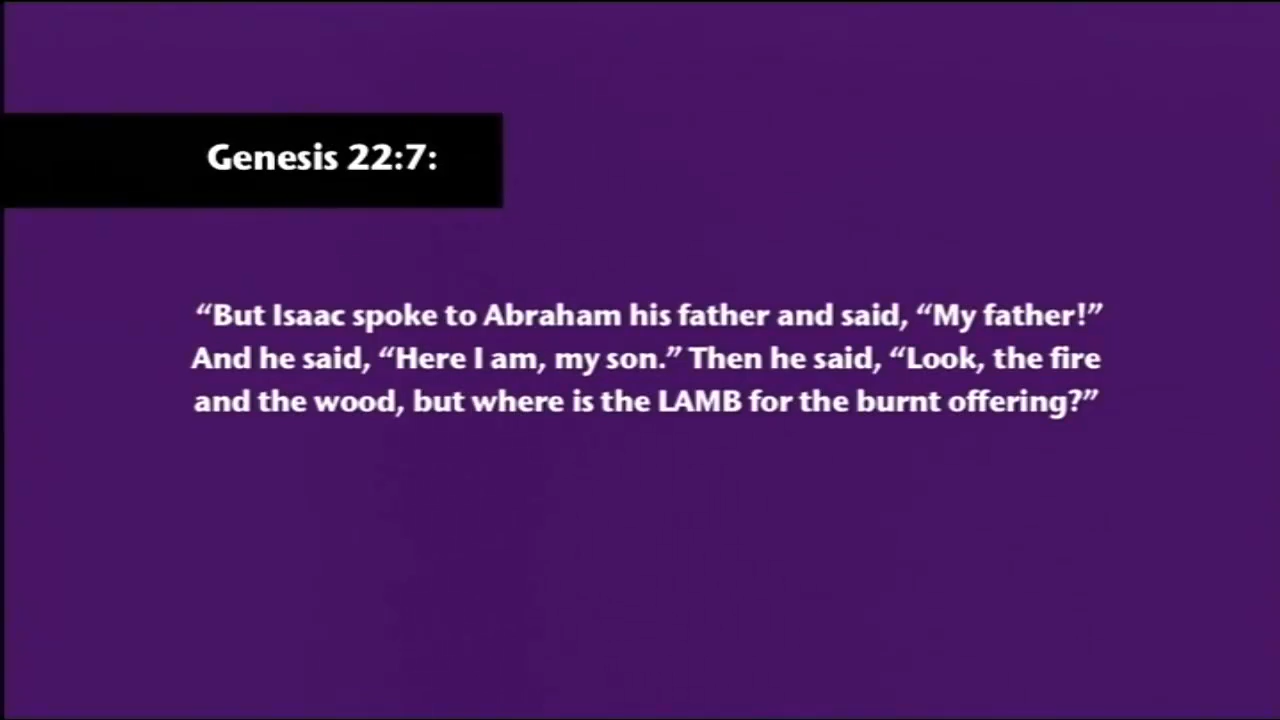 Genesis 22:7:
“But Isaac spoke to Abraham his father and said, “My father!”
And he said, “Here I am, my son.” Then he said, “Look, the fire
and the wood, but where is the LAMB for the burnt offering?”